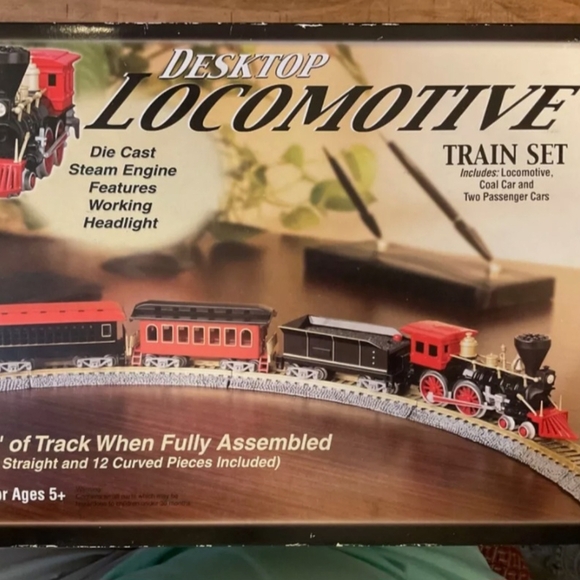 DESKTOP
LOCOMOTIVE
TRAIN SET
Includes: Locomotive,
Coal Car and
Two Passenger Cars
Die Cast
Steam Engine
Features
Working
Headlight
' of Track When Fully Assembled
Straight and 12 Curved Pieces Included)
or Ages 5+